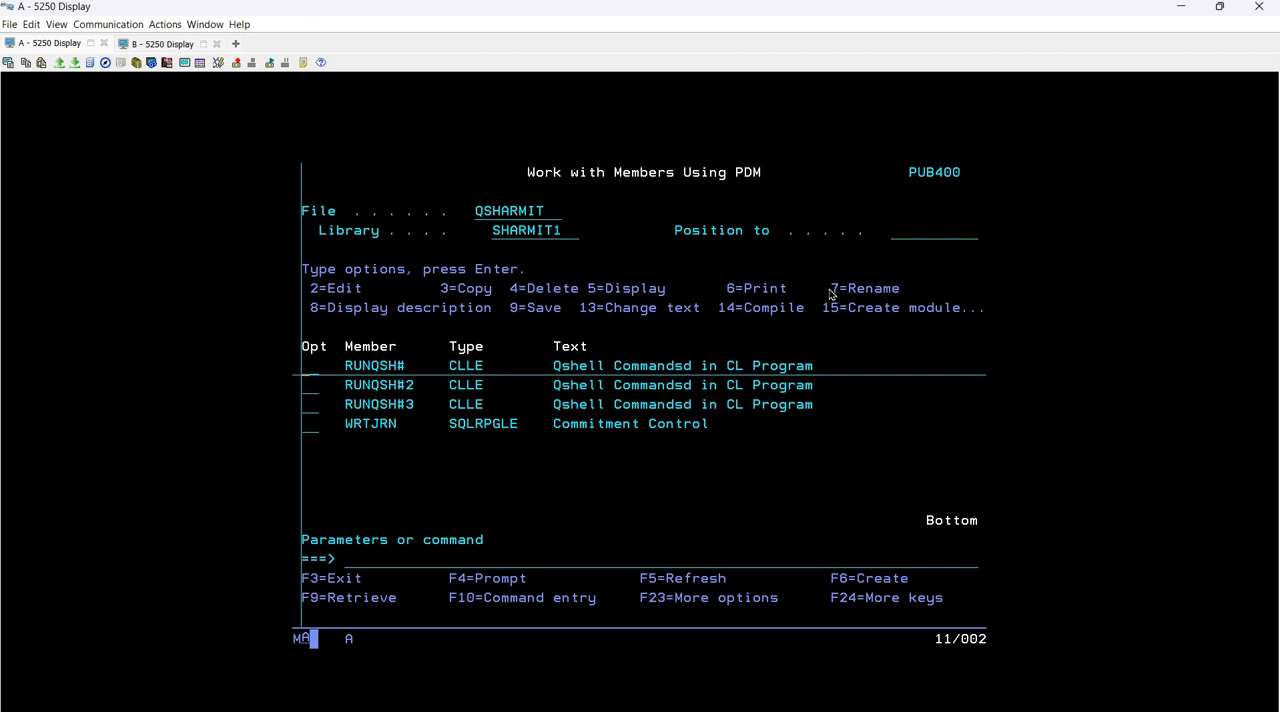 A - 5250 Display
File Edit View Communication Actions Window Help
A - 5250 Display B - 5250 Display
Work with Members Using PDM PUB400
File . . . . . . QSHARMIT
Library . . . . SHARMIT1 Position to . . . . .
Type options, press Enter.
2=Edit 3=Copy 4=Delete 5=Display 6=Print 7=Rename
8=Display description 9=Save 13=Change text 14=Compile 15=Create module...
Opt Member Type Text
RUNQSH# CLLE Qshell Commandsd in CL Program
RUNQSH#2 CLLE Qshell Commandsd in CL Program
RUNQSH#3 CLLE Qshell Commandsd in CL Program
WRTJRN SQLRPGLE Commitment Control
Bottom
Parameters or command
===>
F3=Exit F4=Prompt F5=Refresh F6=Create
F9=Retrieve F10=Command entry F23=More options F24=More keys
MA A 11/002